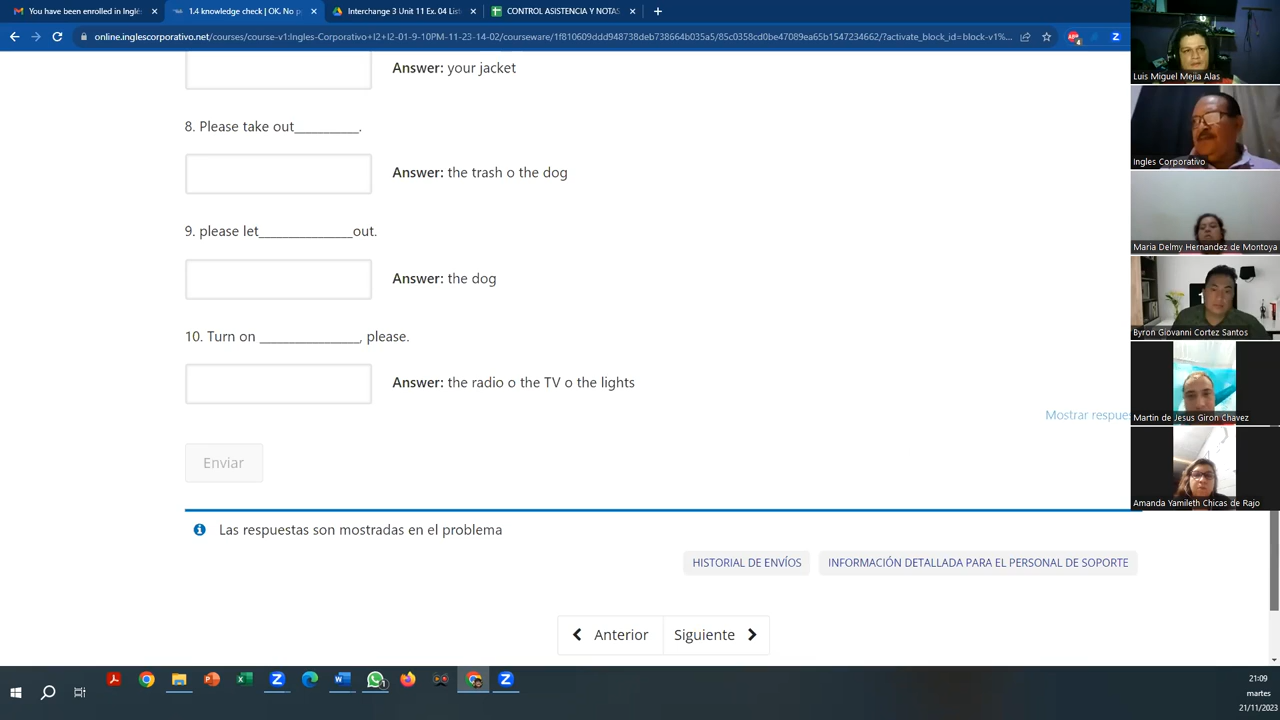 You have been enrolled in Inglé
1.4 knowledge check | OK. No p
Interchange 3 Unit 11 Ex. 04 List
CONTROL ASISTENCIA Y NOTAS
online.inglescorporativo.net/courses/course-v1:Ingles-Corporativo+I2+I2-01-9-10PM-11-23-14-02/courseware/1f810609ddd948738deb738664b035a5/85c0358cd0be47089ea65b1547234662/?activate_block_id=block-v1%...
Answer: your jacket
8. Please take out__________.
Answer: the trash o the dog
9. please let_______________out.
Answer: the dog
10. Turn on ________________, please.
Answer: the radio o the TV o the lights
Mostrar respues
Enviar
Las respuestas son mostradas en el problema
HISTORIAL DE ENVÍOS
INFORMACIÓN DETALLADA PARA EL PERSONAL DE SOPORTE
Anterior
Siguiente
Luis Miguel Mejia Alas
Ingles Corporativo
Maria Delmy Hernandez de Montoya
Byron Giovanni Cortez Santos
Martin de Jesus Giron Chavez
Amanda Yamileth Chicas de Rajo
21:09
martes
21/11/2023